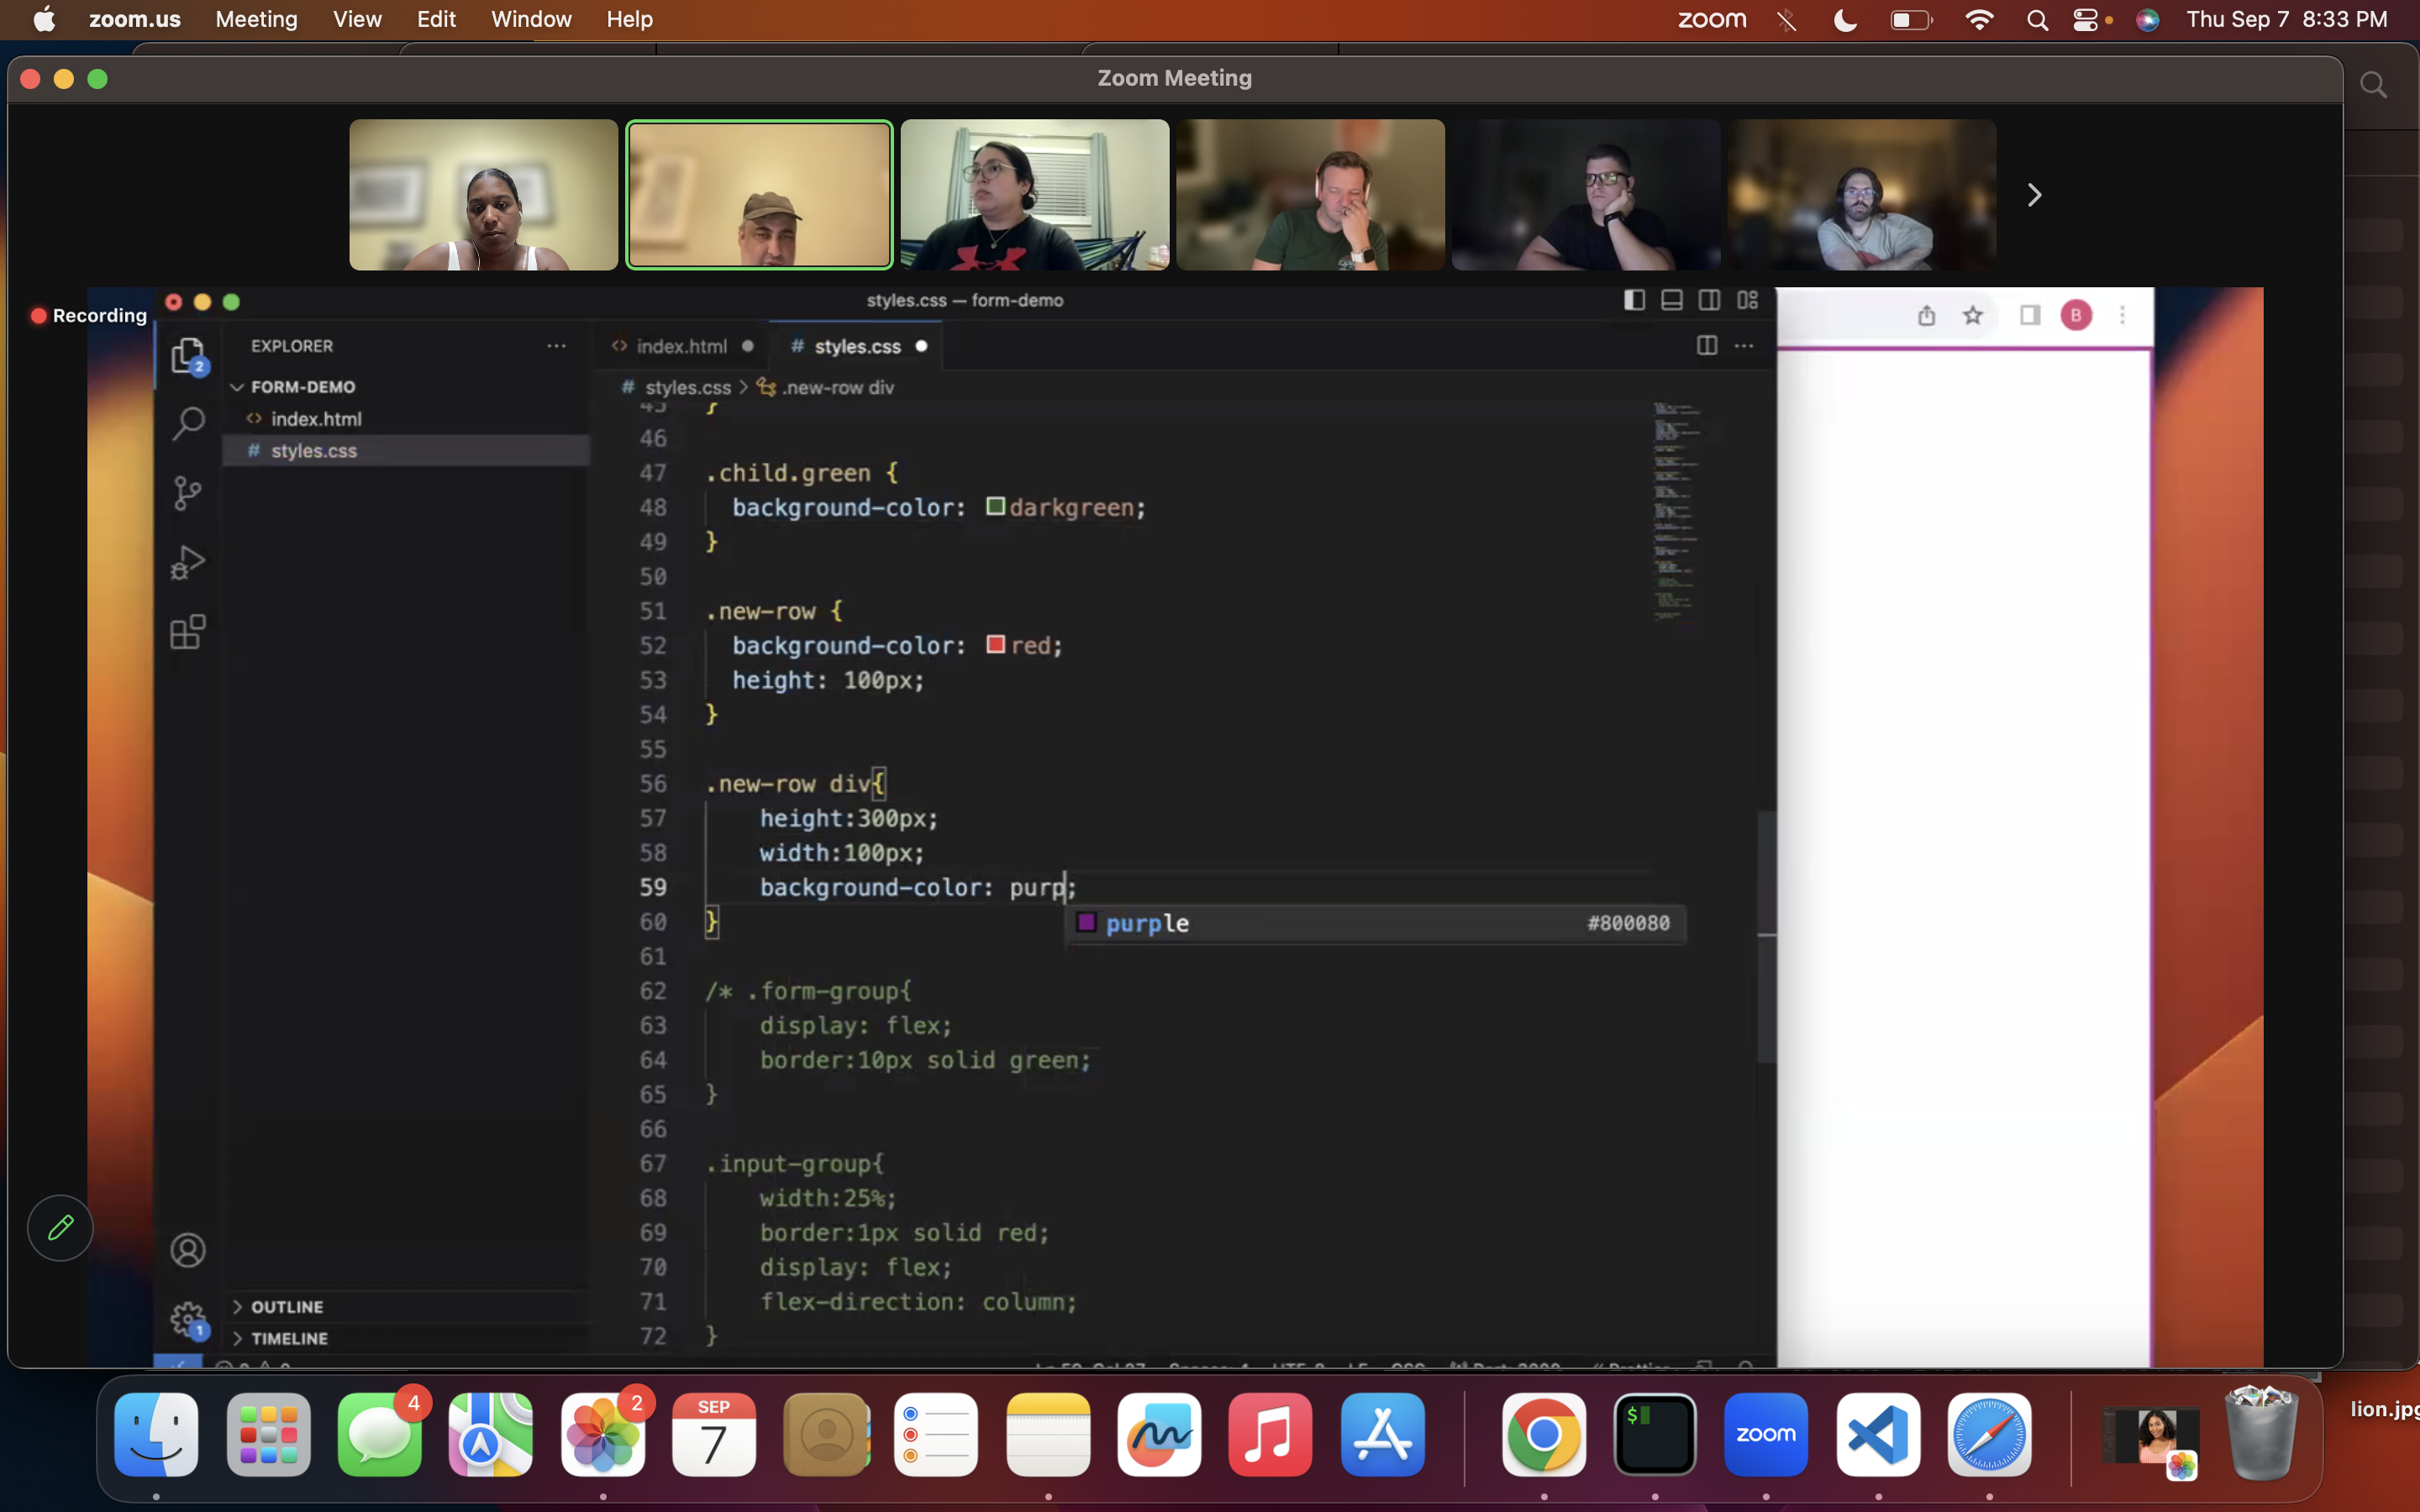 zoom.us Meeting View Edit Window Help zoom Thu Sep 7 8:33 PM
Zoom Meeting
Recording
styles.css — form-demo
B
EXPLORER
index.html
# styles.css
2
FORM-DEMO
# styles.css > .new-row div
index.html
# styles.css
45 }
46
47 .child.green {
48 background-color: darkgreen;
49 }
50
51 .new-row {
52 background-color: red;
53 height: 100px;
54 }
55
56 .new-row div{
57 height:300px;
58 width:100px;
59 background-color: purp;
purple #800080
60 }
61
62 /* .form-group{
63 display: flex;
64 border:10px solid green;
65 }
66
67 .input-group{
68 width:25%;
69 border:1px solid red;
70 display: flex;
71 flex-direction: column;
72 }
OUTLINE
1
TIMELINE
4
2
SEP
7
$
zoom
lion.jpg